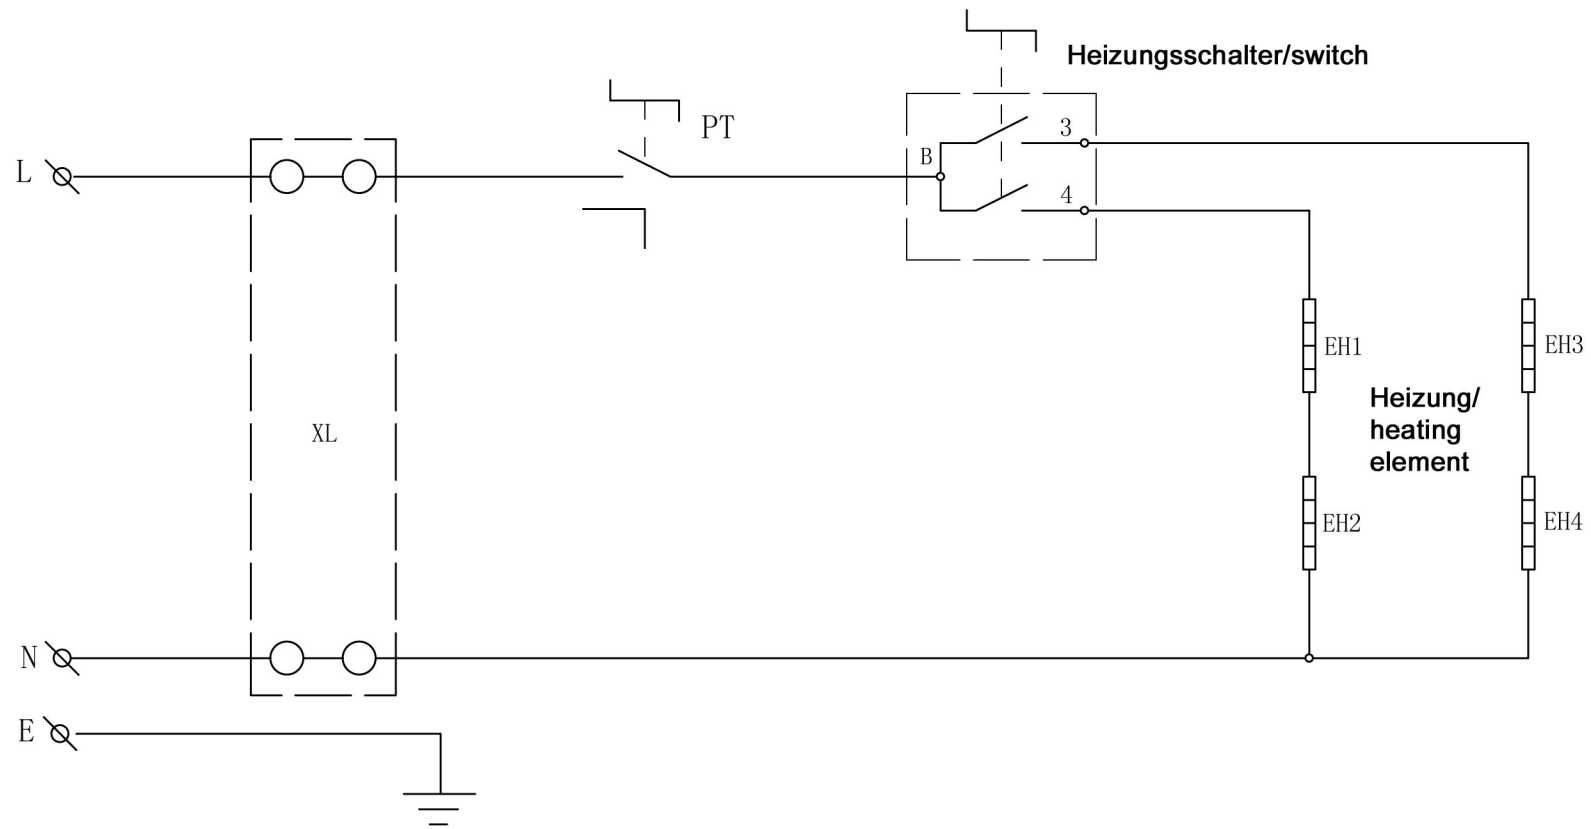 Heizungsschalter/switch
PT
3
B
L
4
EH1
EH3
Heizung/
heating
element
XL
EH2
EH4
N
E